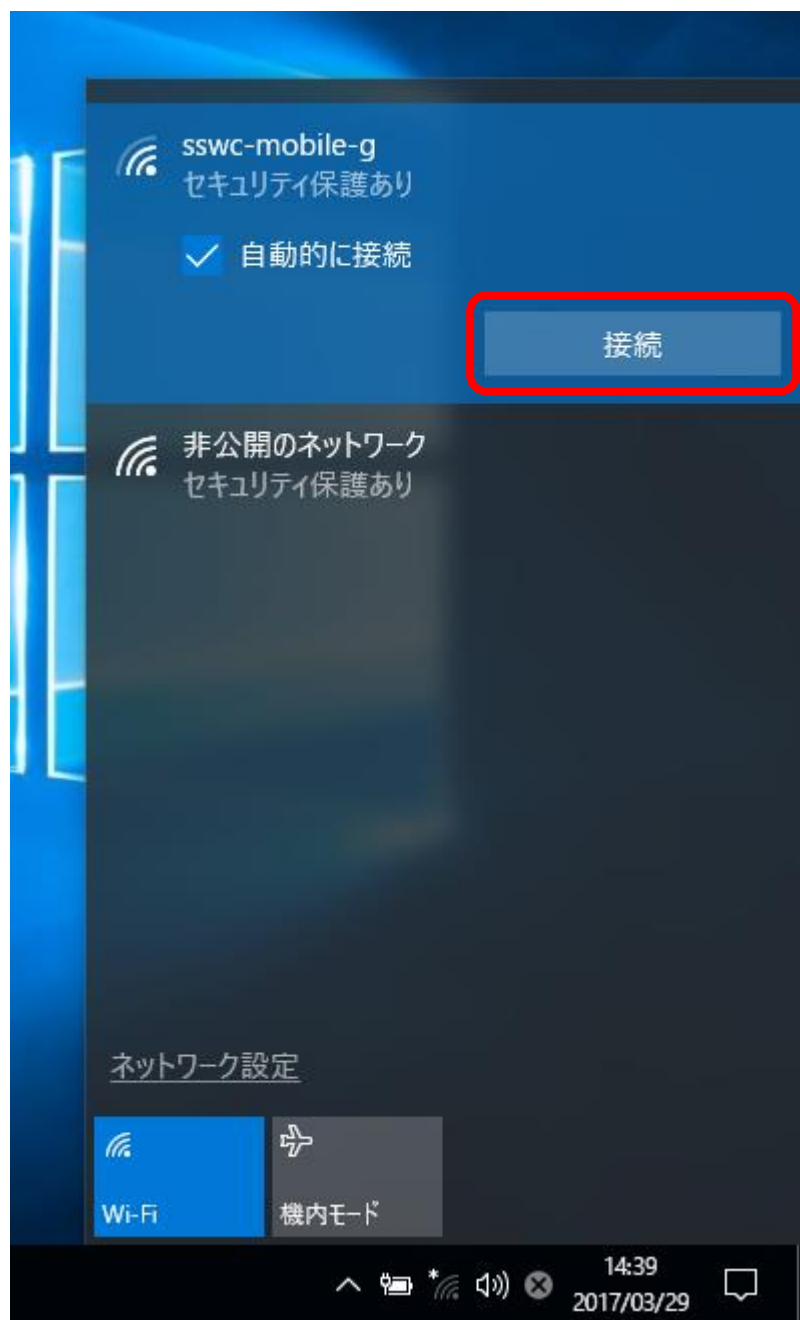 sswc-mobile-g
セキュリティ保護あり
自動的に接続
接続
非公開のネットワーク
セキュリティ保護あり
ネットワーク設定
Wi-Fi
機内モード
14:39
2017/03/29